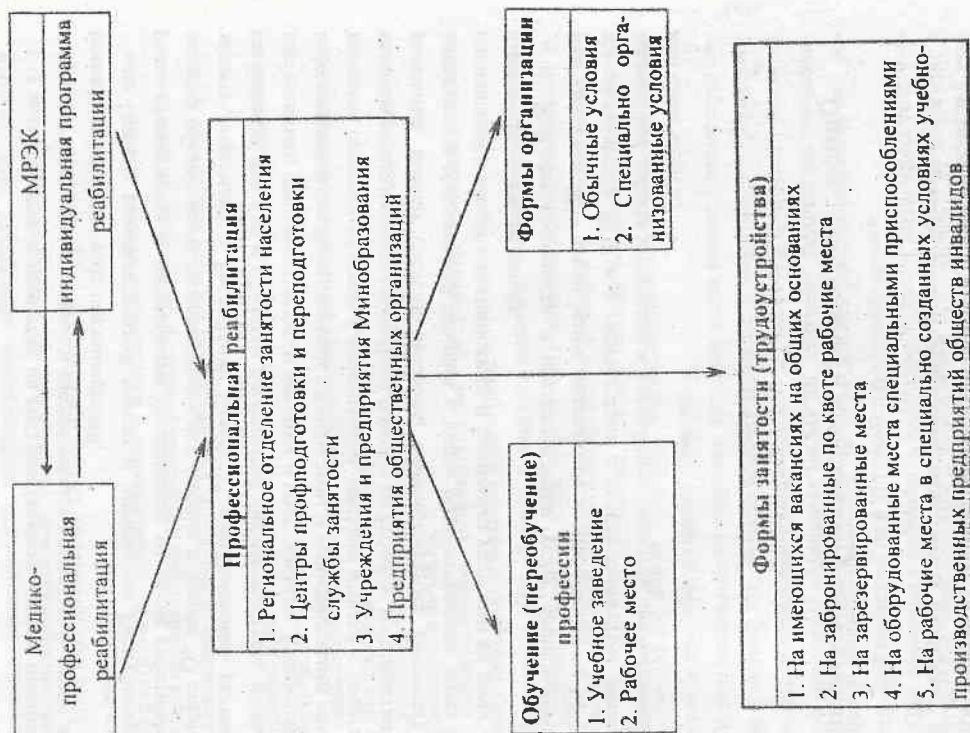 Медико-
профессиональная
реабилитация
МРЭК
индивидуальная программа
реабилитации
Профессиональная реабилитация
1. Региональное отделение занятости населения
2. Центры профподготовки и переподготовки
службы занятости
3. Учреждения и предприятия Минобразования
4. Предприятия общественных организаций
Обучение (переобучение)
профессии
1. Учебное заведение
2. Рабочее место
Формы организации
1. Обычные условия
2. Специально орга-
низованные условия
Формы занятости (трудоустройства)
1. На имеющихся вакансиях на общих основаниях
2. На забронированные по квоте рабочие места
3. На зарезервированные места
4. На оборудованные места специальными приспособлениями
5. На рабочие места в специально созданных условиях учебно-
производственных предприятий обществ инвалидов